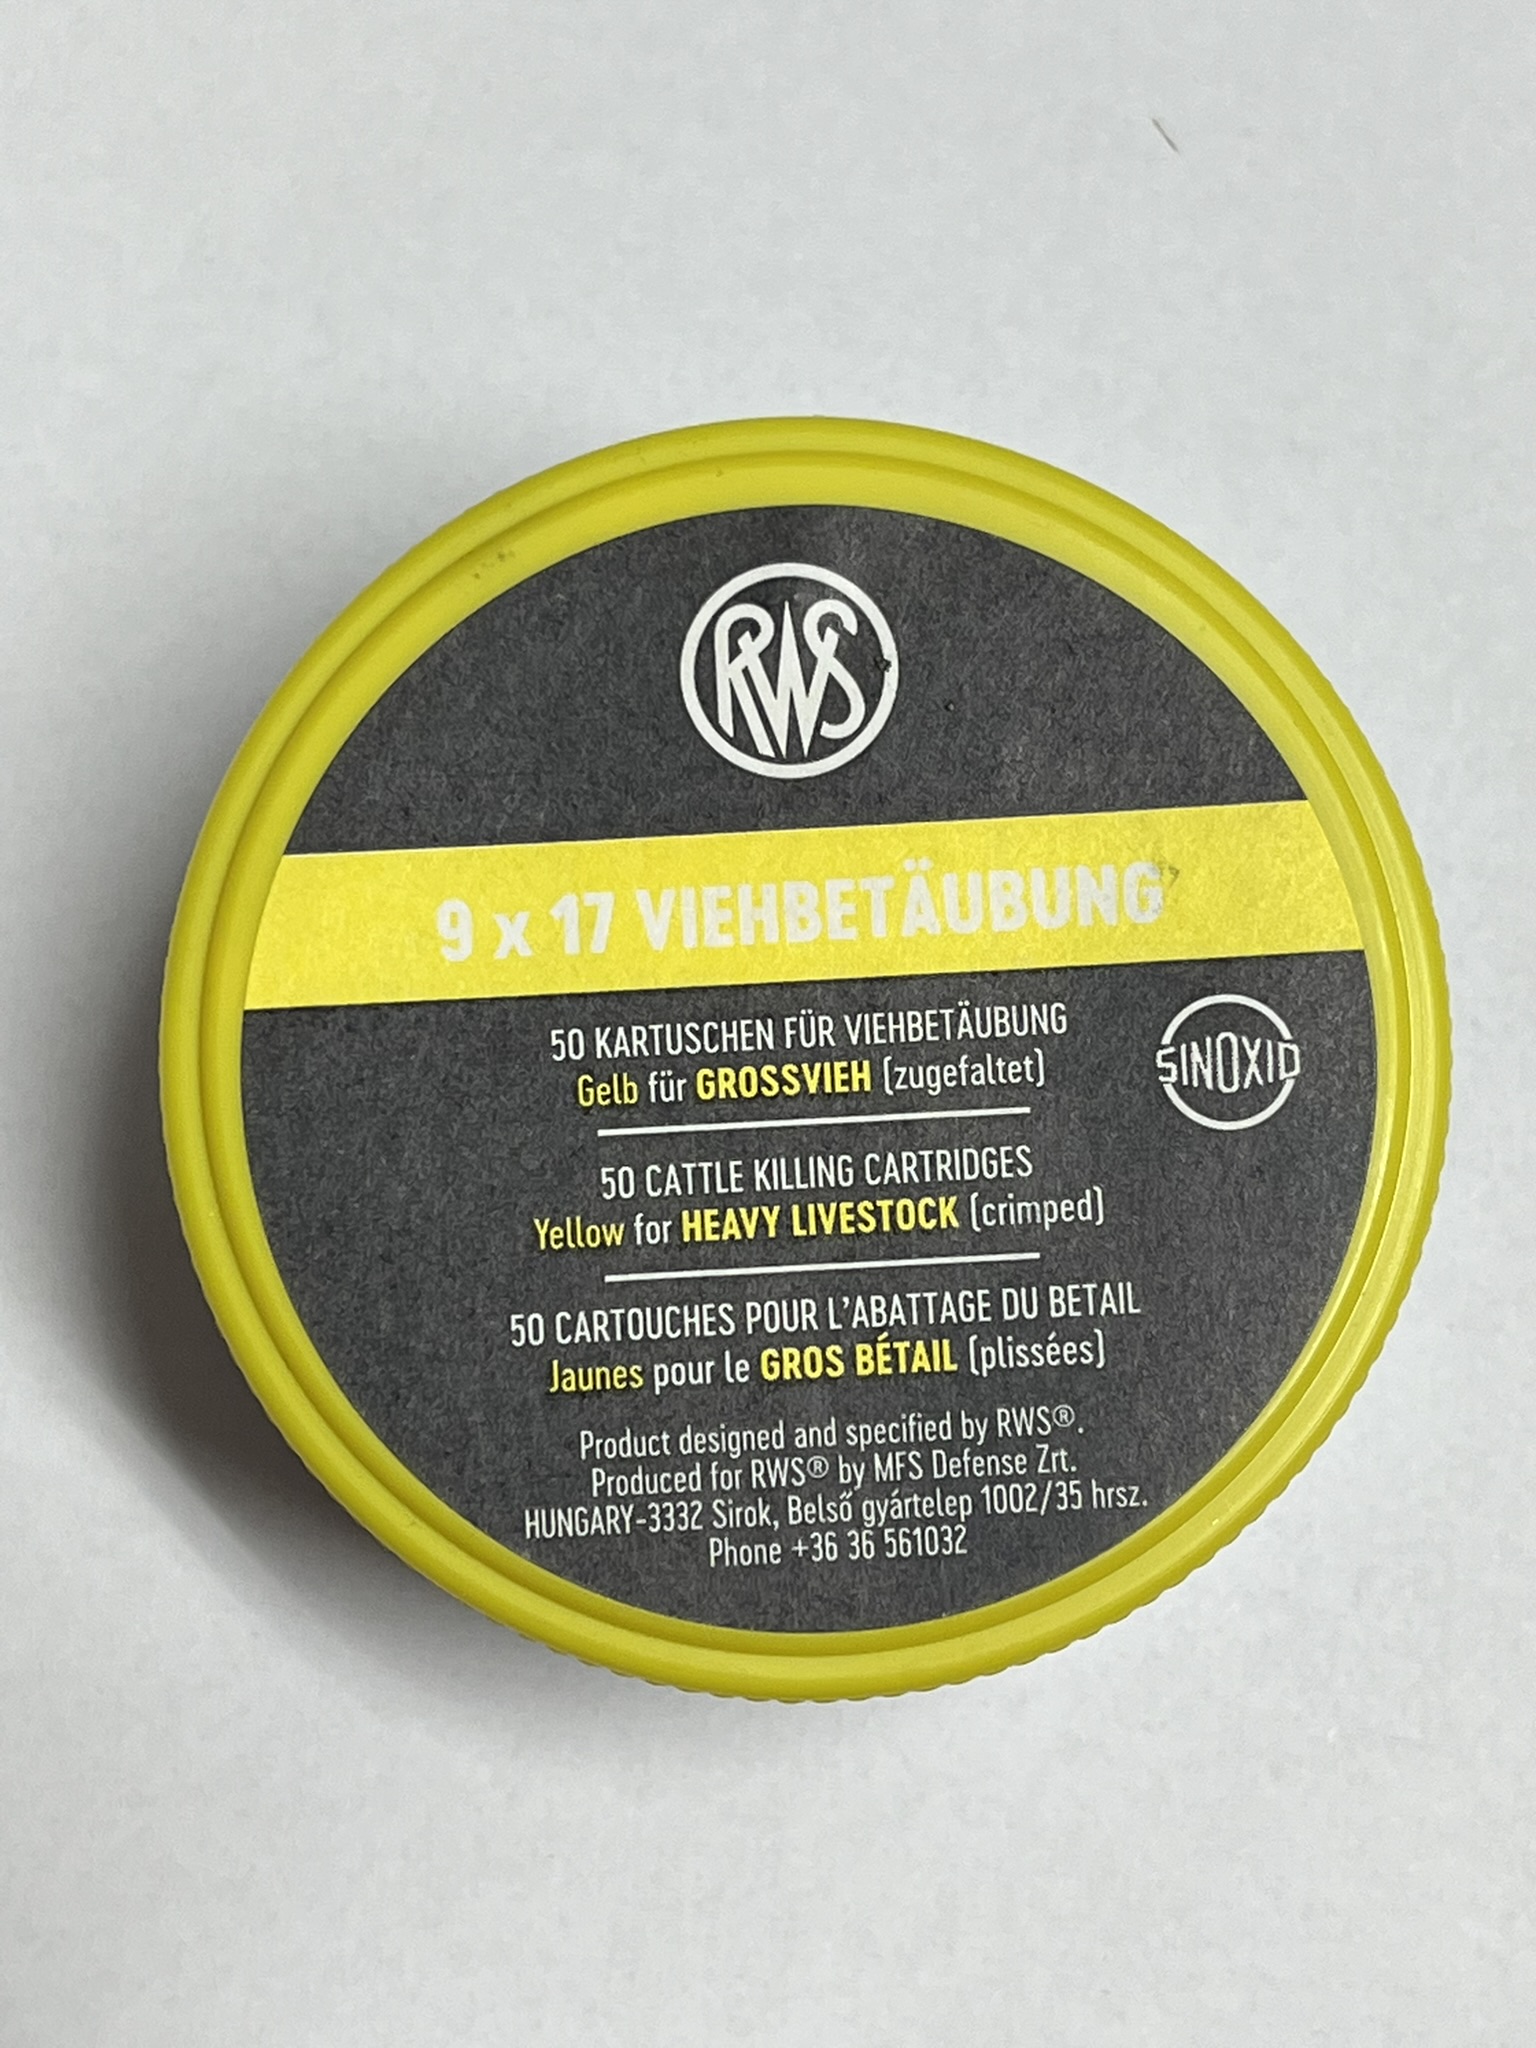 RWS
9 x 17 VIEHBETÄUBUNG
50 KARTUSCHEN FÜR VIEHBETÄUBUNG
Gelb für GROSSVIEH (zugefaltet)
SINOXID
50 CATTLE KILLING CARTRIDGES
Yellow for HEAVY LIVESTOCK (crimped)
50 CARTOUCHES POUR L'ABATTAGE DU BETAIL
Jaunes pour le GROS BÉTAIL (plissées)
Product designed and specified by RWS®.
Produced for RWS® by MFS Defense Zrt.
HUNGARY-3332 Sirok, Belső gyártelep 1002/35 hrsz.
Phone +36 36 561032